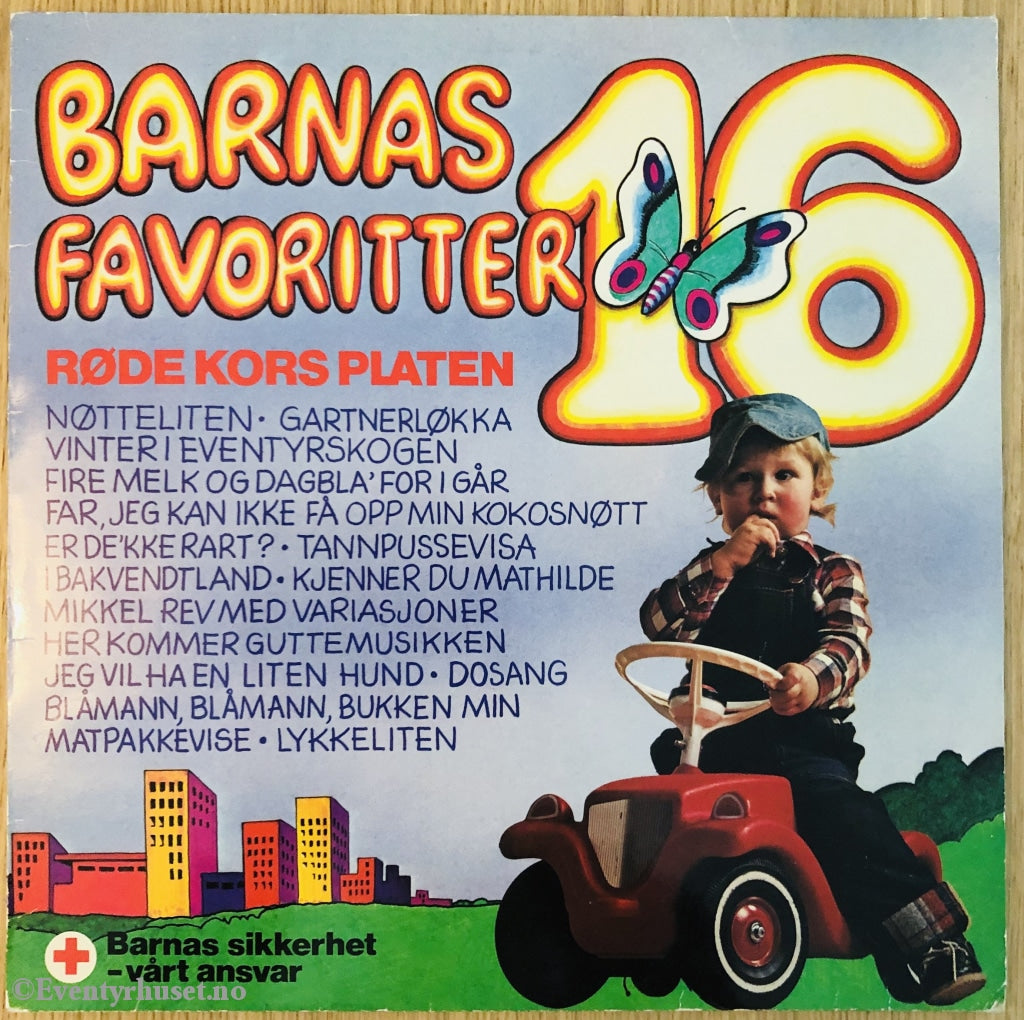 BARNAS
FAVORITTER
16
RØDE KORS PLATEN
NØTTELITEN · GARTNERLØKKA
VINTER I EVENTYRSKOGEN
FIRE MELK OG DAGBLA' FOR I GÅR
FAR, JEG KAN IKKE FÅ OPP MIN KOKOSNØTT
ER DE'KKE RART? · TANNPUSSEVISA
I BAKVENDTLAND · KJENNER DU MATHILDE
MIKKEL REV MED VARIASJONER
HER KOMMER GUTTEMUSIKKEN
JEG VIL HA EN LITEN HUND · DOSANG
BLÅMANN, BLÅMANN, BUKKEN MIN
MATPAKKEVISE · LYKKELITEN
Barnas sikkerhet
– vårt ansvar
©Eventyrhuset.no